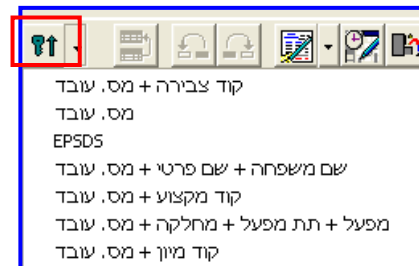 קוד צבירה + מס. עובד
מס. עובד
EPSDS
שם משפחה + שם פרטי + מס. עובד
קוד מקצוע + מס. עובד
מפעל + תת מפעל + מחלקה + מס. עובד
קוד מיון + מס. עובד